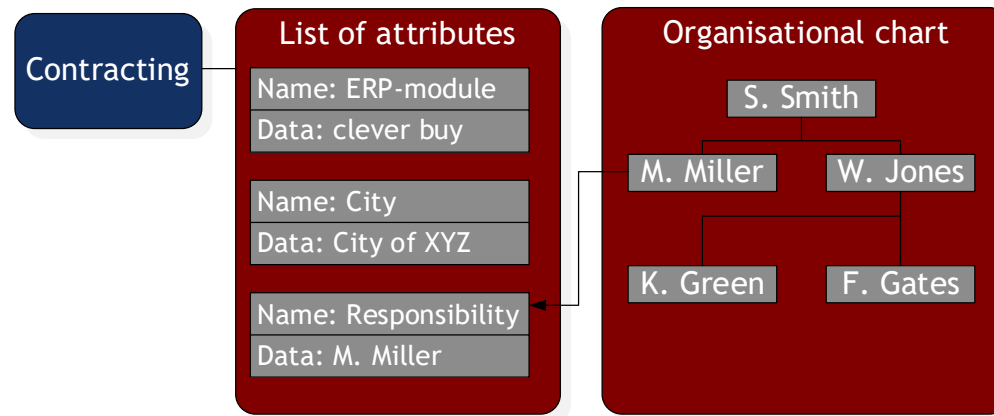 Contracting
List of attributes
Name: ERP-module
Data: clever buy
Name: City
Data: City of XYZ
Name: Responsibility
Data: M. Miller
Organisational chart
S. Smith
M. Miller
W. Jones
K. Green
F. Gates